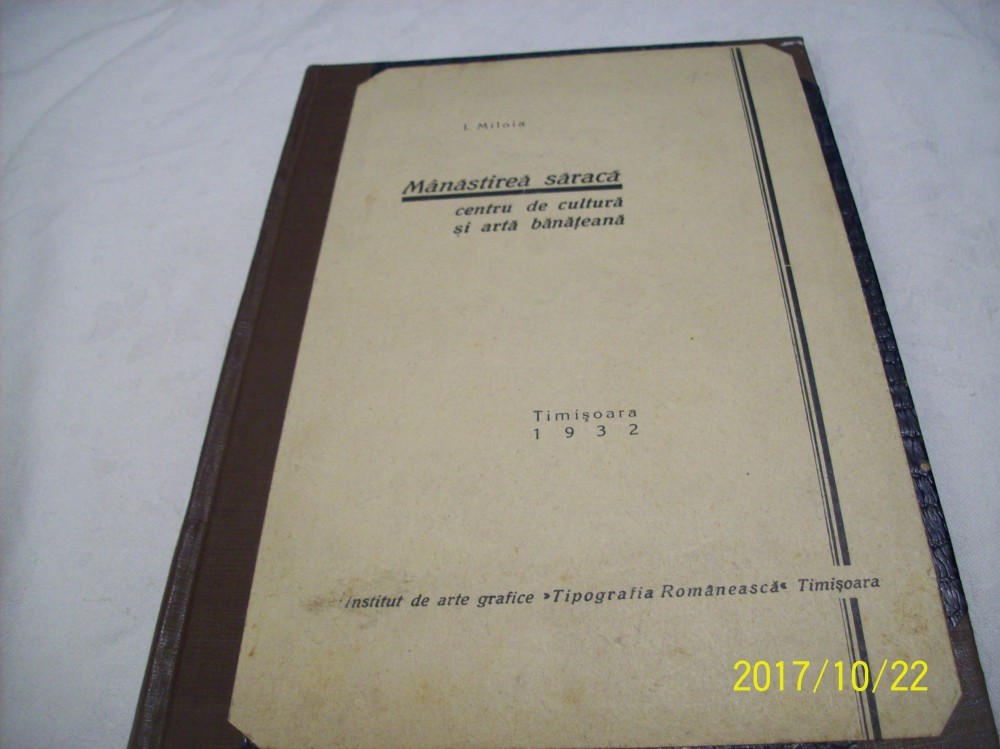 I. Miloia
Mânăstirea săracă
centru de cultură
și artă bănățeană
Timișoara
1932
Institut de arte grafice »Tipografia Românească« Timișoara
2017/10/22